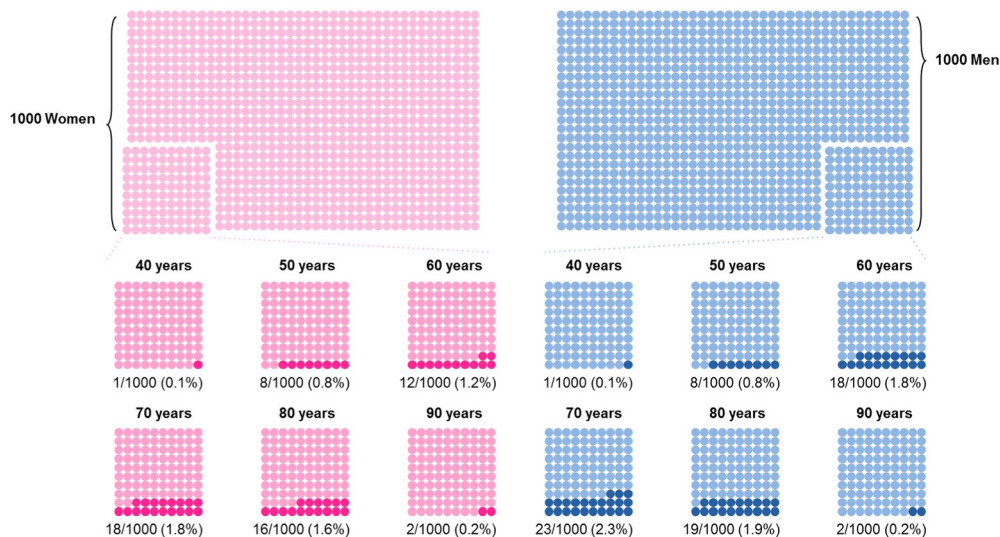 1000 Women
1000 Men
40 years
50 years
60 years
40 years
50 years
60 years
1/1000 (0.1%)
8/1000 (0.8%)
12/1000 (1.2%)
1/1000 (0.1%)
8/1000 (0.8%)
18/1000 (1.8%)
70 years
80 years
90 years
70 years
80 years
90 years
18/1000 (1.8%)
16/1000 (1.6%)
2/1000 (0.2%)
23/1000 (2.3%)
19/1000 (1.9%)
2/1000 (0.2%)